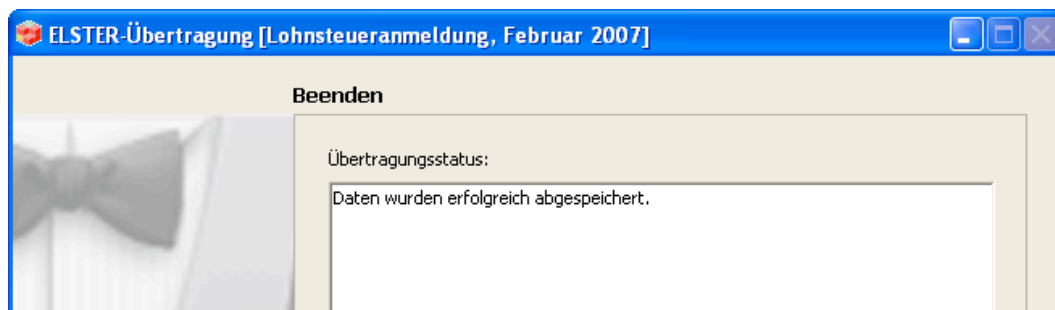 ELSTER-Übertragung [Lohnsteueranmeldung, Februar 2007]
Beenden
Übertragungsstatus:
Daten wurden erfolgreich abgespeichert.